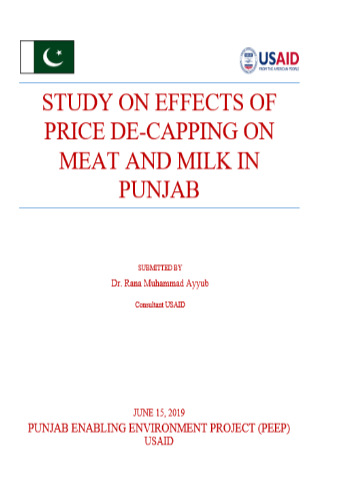 USAID
FROM THE AMERICAN PEOPLE
STUDY ON EFFECTS OF
PRICE DE-CAPPING ON
MEAT AND MILK IN
PUNJAB
SUBMITTED BY
Dr. Rana Muhammad Ayyub
Consultant USAID
JUNE 15, 2019
PUNJAB ENABLING ENVIRONMENT PROJECT (PEEP)
USAID